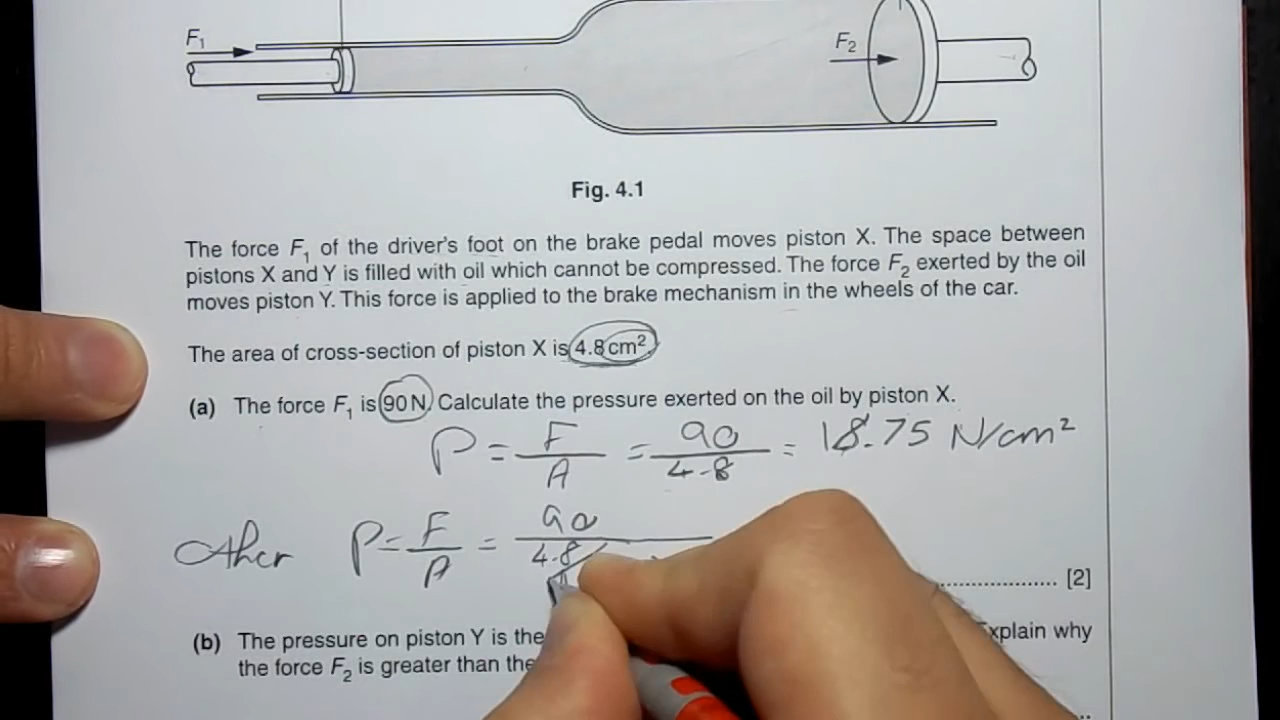 F₁
F₂
Fig. 4.1
The force F₁ of the driver's foot on the brake pedal moves piston X. The space between
pistons X and Y is filled with oil which cannot be compressed. The force F₂ exerted by the oil
moves piston Y. This force is applied to the brake mechanism in the wheels of the car.
The area of cross-section of piston X is 4.8 cm²
(a) The force F₁ is 90 N. Calculate the pressure exerted on the oil by piston X.
P = F/A = 90/4.8 = 18.75 N/cm²
P = F/A = 90/4.8
.................... [2]
(b) The pressure on piston Y is the explain why
the force F₂ is greater than the